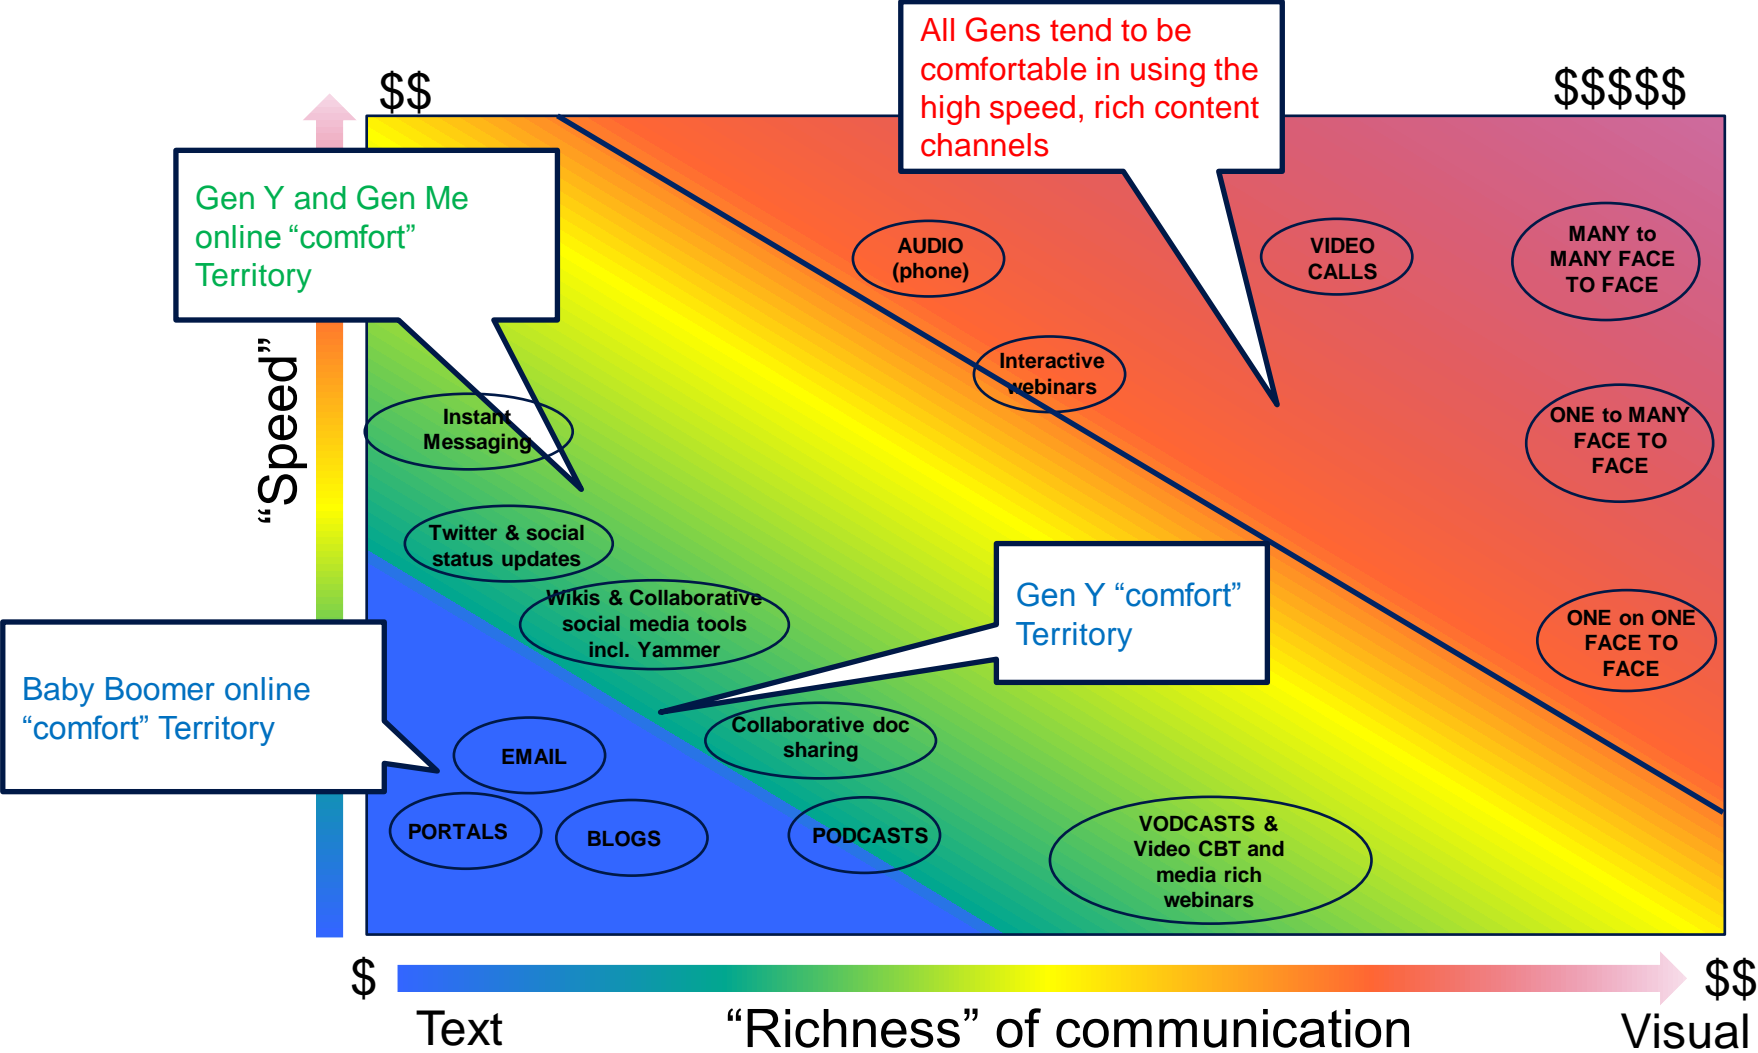 All Gens tend to be
comfortable in using the
high speed, rich content
channels
$$
$$$$$
Gen Y and Gen Me
online “comfort”
Territory
AUDIO
(phone)
VIDEO
CALLS
MANY to
MANY FACE
TO FACE
“Speed”
Interactive
webinars
Instant
Messaging
ONE to MANY
FACE TO
FACE
Twitter & social
status updates
Wikis & Collaborative
social media tools
incl. Yammer
Gen Y “comfort”
Territory
ONE on ONE
FACE TO
FACE
Baby Boomer online
“comfort” Territory
EMAIL
Collaborative doc
sharing
PORTALS
BLOGS
PODCASTS
VODCASTS &
Video CBT and
media rich
webinars
$
$$
Text
“Richness” of communication
Visual